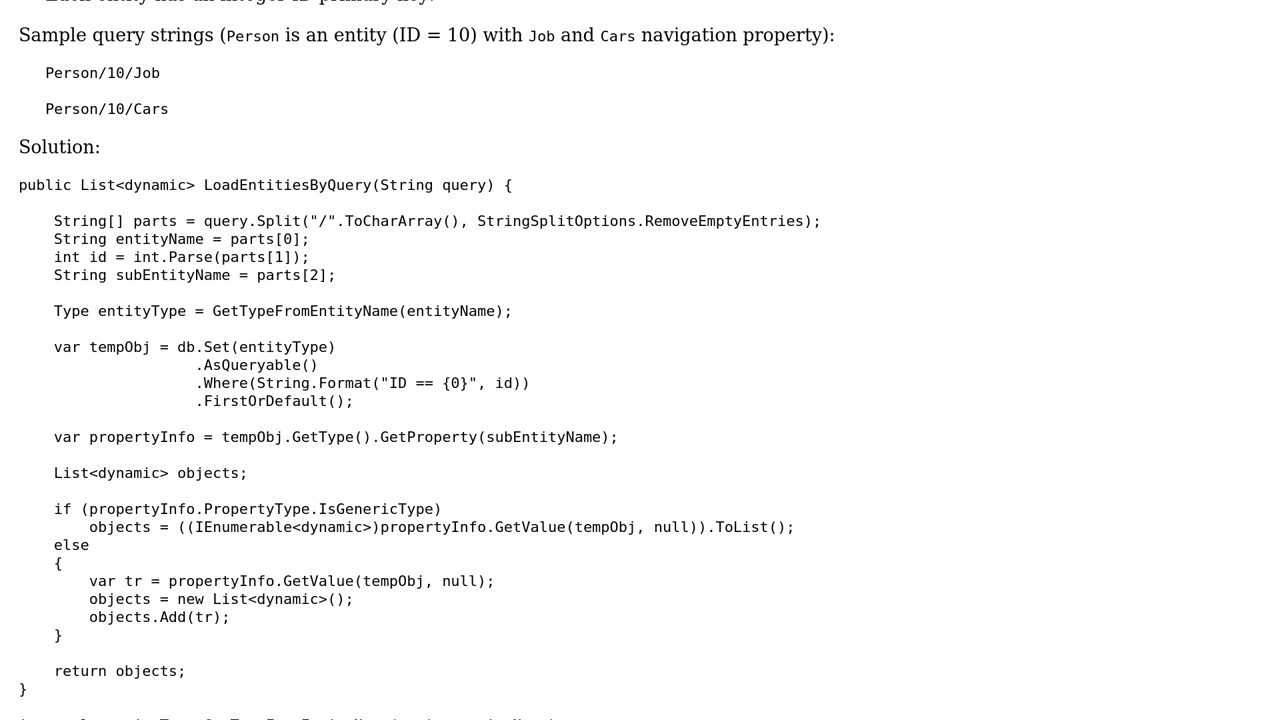 Sample query strings (Person is an entity (ID = 10) with Job and Cars navigation property):
Person/10/Job
Person/10/Cars
Solution:
public List<dynamic> LoadEntitiesByQuery(String query) {
    String[] parts = query.Split("/".ToCharArray(), StringSplitOptions.RemoveEmptyEntries);
    String entityName = parts[0];
    int id = int.Parse(parts[1]);
    String subEntityName = parts[2];
    Type entityType = GetTypeFromEntityName(entityName);
    var tempObj = db.Set(entityType)
                    .AsQueryable()
                    .Where(String.Format("ID == {0}", id))
                    .FirstOrDefault();
    var propertyInfo = tempObj.GetType().GetProperty(subEntityName);
    List<dynamic> objects;
    if (propertyInfo.PropertyType.IsGenericType)
        objects = ((IEnumerable<dynamic>)propertyInfo.GetValue(tempObj, null)).ToList();
    else
    {
        var tr = propertyInfo.GetValue(tempObj, null);
        objects = new List<dynamic>();
        objects.Add(tr);
    }
    return objects;
}